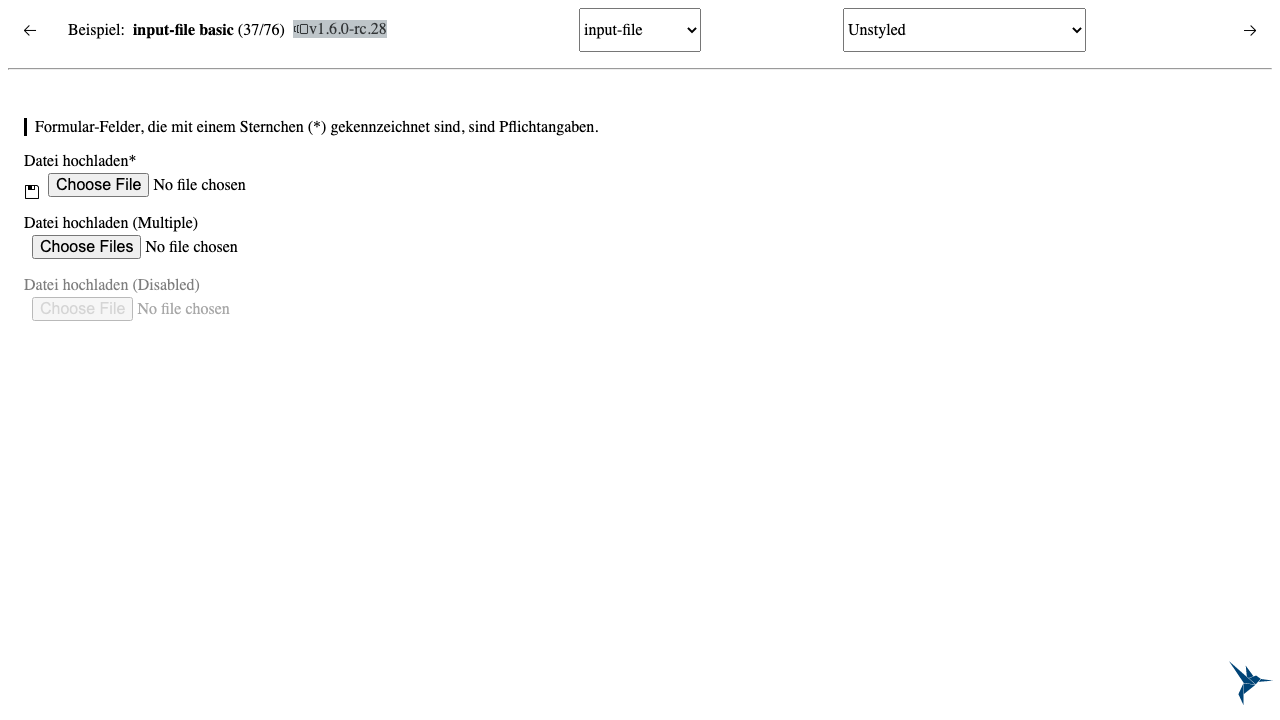 Beispiel: input-file basic (37/76) v1.6.0-rc.28 input-file Unstyled
Formular-Felder, die mit einem Sternchen (*) gekennzeichnet sind, sind Pflichtangaben.
Datei hochladen*
Choose File No file chosen
Datei hochladen (Multiple)
Choose Files No file chosen
Datei hochladen (Disabled)
Choose File No file chosen